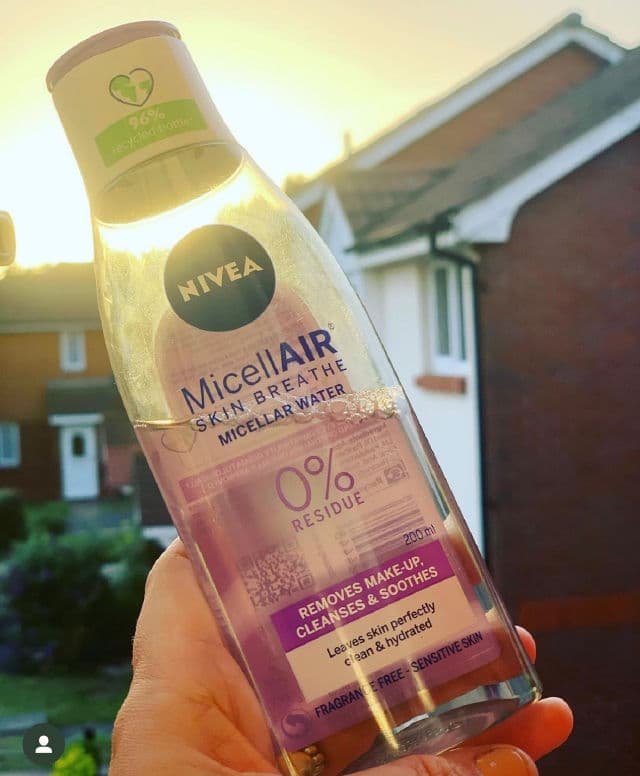 96%
recycled bottle
NIVEA
MicellAIR®
SKIN BREATHE
MICELLAR WATER
0%
RESIDUE
200 ml
REMOVES MAKE-UP,
CLEANSES & SOOTHES
Leaves skin perfectly
clean & hydrated
FRAGRANCE FREE - SENSITIVE SKIN